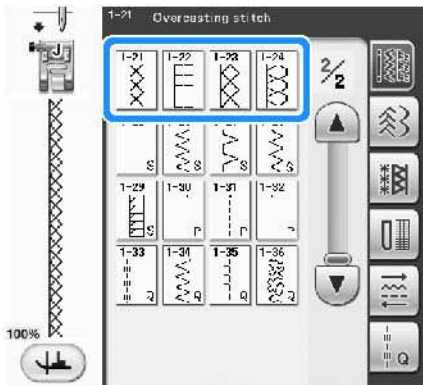 1-21 Overcasting stitch
J
1-21 1-22 1-23 1-24
2/2
S S S S
1-29 1-30 1-31 1-32
S P P P
1-33 1-34 1-35 1-36
Q Q Q Q
100%
Q